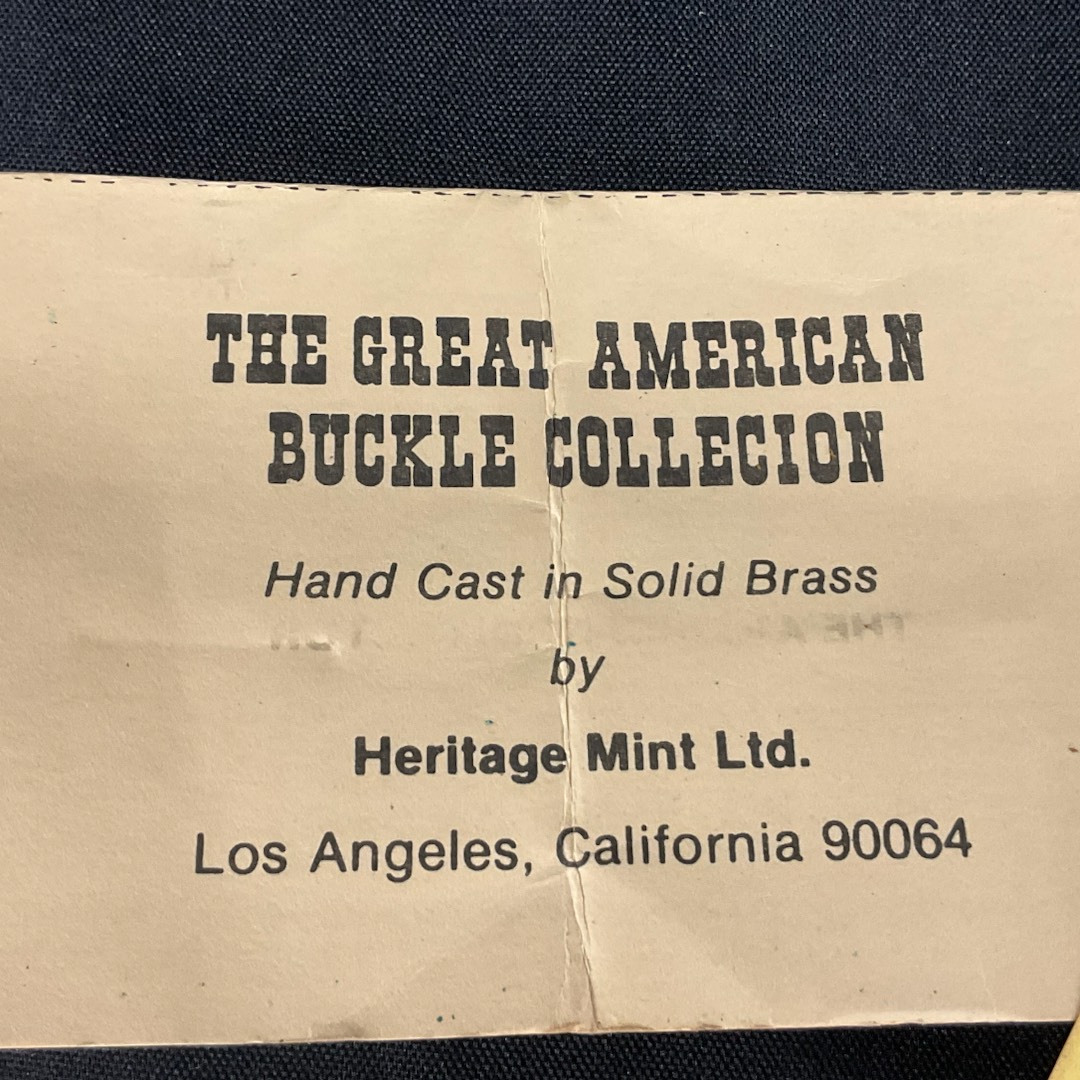 THE GREAT AMERICAN
BUCKLE COLLECION
Hand Cast in Solid Brass
by
Heritage Mint Ltd.
Los Angeles, California 90064